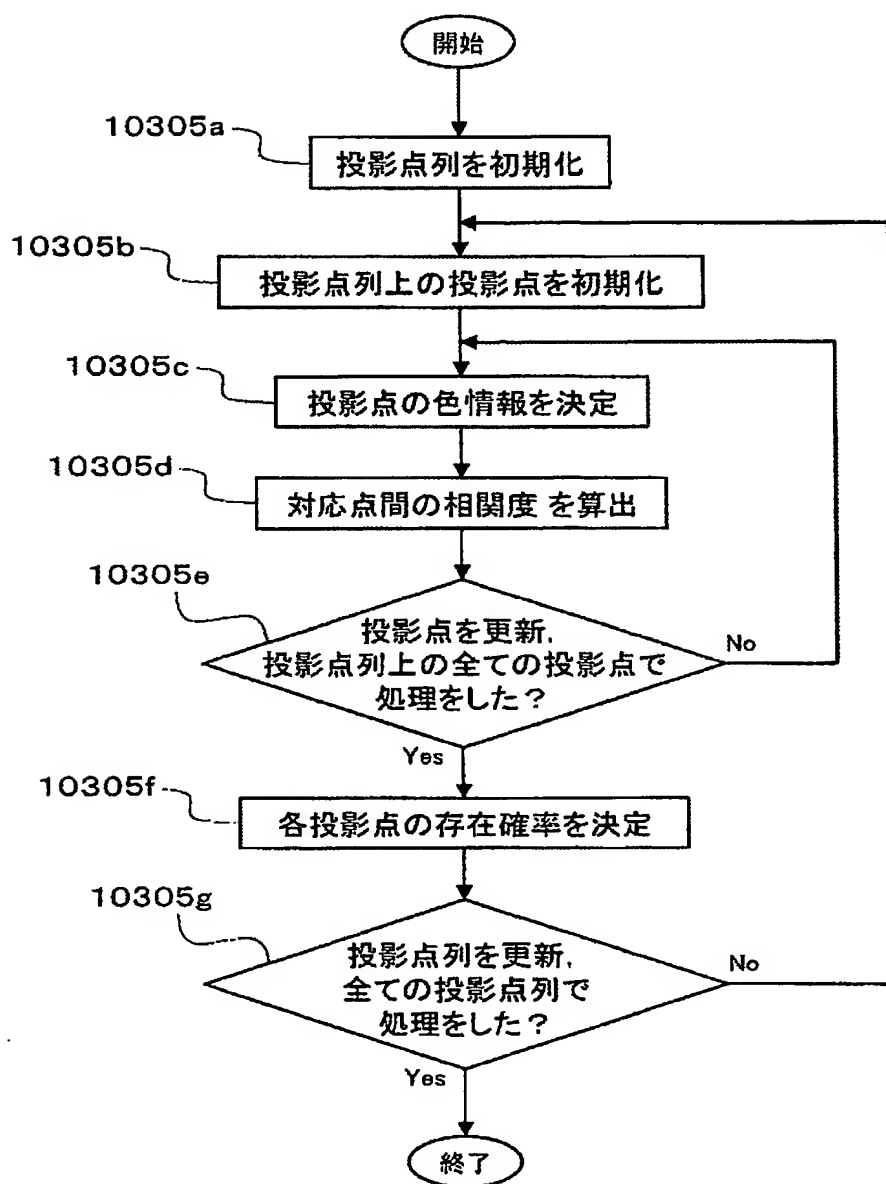 開始
10305a
投影点列を初期化
10305b
投影点列上の投影点を初期化
10305c
投影点の色情報を決定
10305d
対応点間の相関度 を算出
10305e
投影点を更新,
投影点列上の全ての投影点で
処理をした?
No
Yes
10305f
各投影点の存在確率を決定
10305g
投影点列を更新,
全ての投影点列で
処理をした?
No
Yes
終了